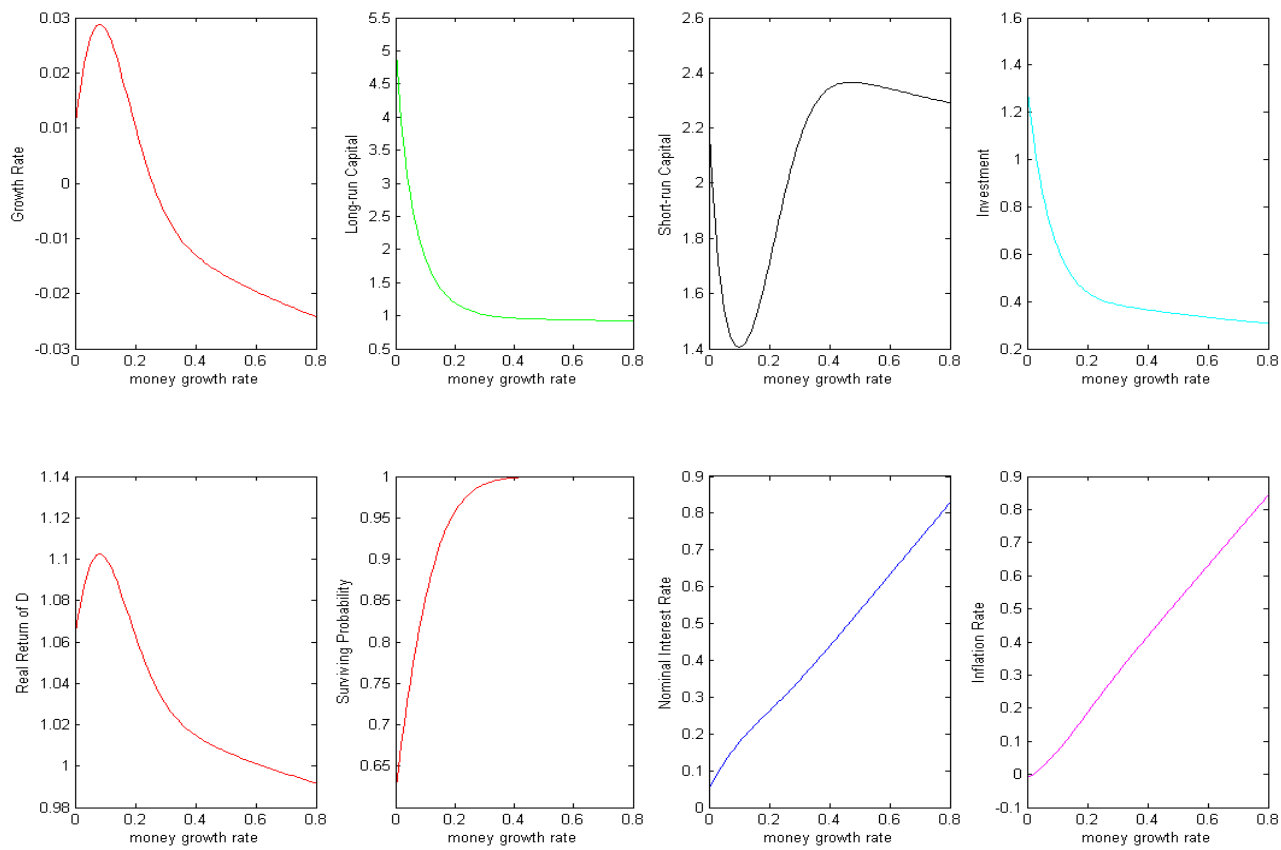 Growth Rate
0.03
0.02
0.01
0
-0.01
-0.02
-0.03
0 0.2 0.4 0.6 0.8
money growth rate
Long-run Capital
5.5
5
4.5
4
3.5
3
2.5
2
1.5
1
0.5
0 0.2 0.4 0.6 0.8
money growth rate
Short-run Capital
2.6
2.4
2.2
2
1.8
1.6
1.4
0 0.2 0.4 0.6 0.8
money growth rate
Investment
1.6
1.4
1.2
1
0.8
0.6
0.4
0.2
0 0.2 0.4 0.6 0.8
money growth rate
Real Return of D
1.14
1.12
1.1
1.08
1.06
1.04
1.02
1
0.98
0 0.2 0.4 0.6 0.8
money growth rate
Surviving Probability
1
0.95
0.9
0.85
0.8
0.75
0.7
0.65
0 0.2 0.4 0.6 0.8
money growth rate
Nominal Interest Rate
0.9
0.8
0.7
0.6
0.5
0.4
0.3
0.2
0.1
0
0 0.2 0.4 0.6 0.8
money growth rate
Inflation Rate
0.9
0.8
0.7
0.6
0.5
0.4
0.3
0.2
0.1
0
-0.1
0 0.2 0.4 0.6 0.8
money growth rate